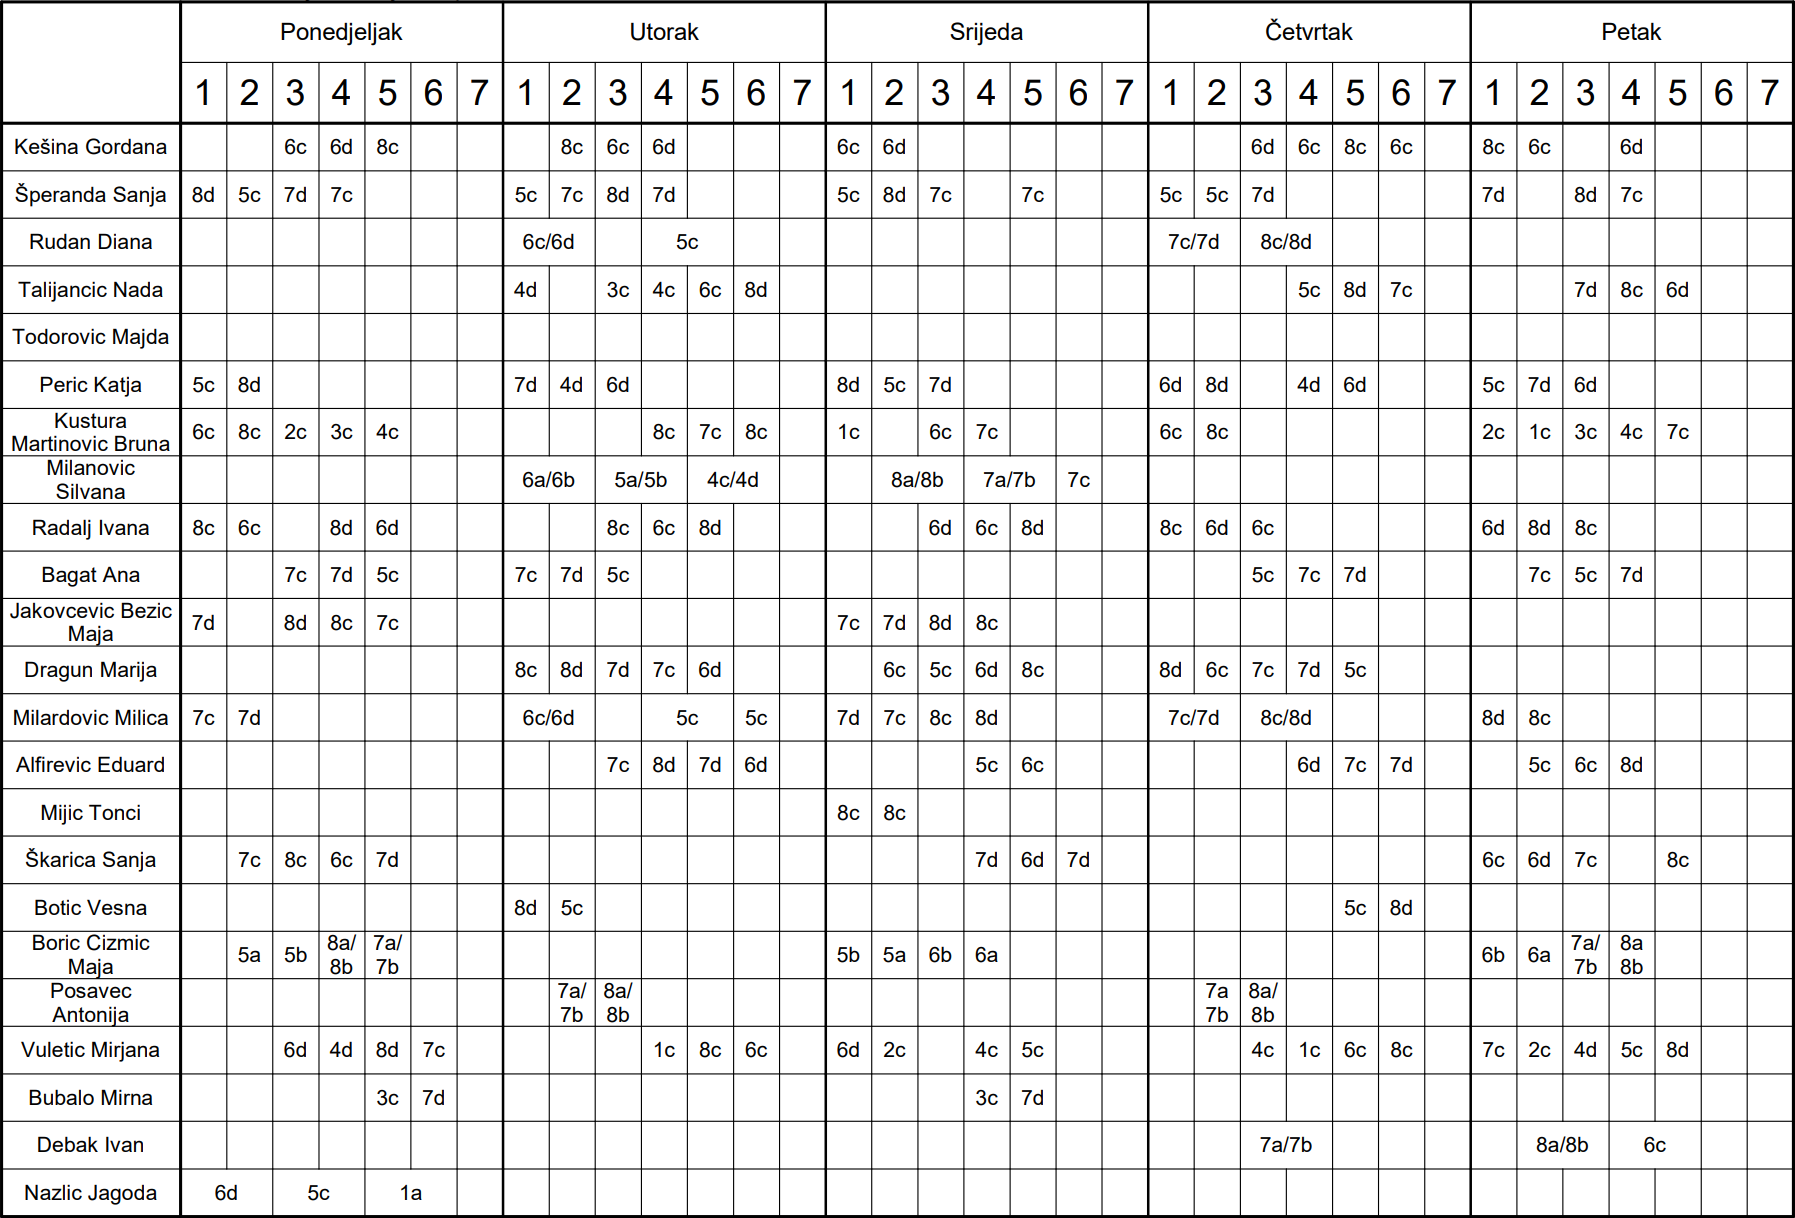 Ponedjeljak Utorak Srijeda Četvrtak Petak
1 2 3 4 5 6 7 1 2 3 4 5 6 7 1 2 3 4 5 6 7 1 2 3 4 5 6 7 1 2 3 4 5 6 7
Kešina Gordana 6c 6d 8c 8c 6c 6d 6c 6d 6d 6c 8c 6c 8c 6c 6d
Šperanda Sanja 8d 5c 7d 7c 5c 7c 8d 7d 5c 8d 7c 7c 5c 5c 7d 7d 8d 7c
Rudan Diana 6c/6d 5c 7c/7d 8c/8d
Talijancic Nada 4d 3c 4c 6c 8d 5c 8d 7c 7d 8c 6d
Todorovic Majda
Peric Katja 5c 8d 7d 4d 6d 8d 5c 7d 6d 8d 4d 6d 5c 7d 6d
Kustura
Martinovic Bruna 6c 8c 2c 3c 4c 8c 7c 8c 1c 6c 7c 6c 8c 2c 1c 3c 4c 7c
Milanovic
Silvana 6a/6b 5a/5b 4c/4d 8a/8b 7a/7b 7c
Radalj Ivana 8c 6c 8d 6d 8c 6c 8d 6d 6c 8d 8c 6d 6c 6d 8d 8c
Bagat Ana 7c 7d 5c 7c 7d 5c 5c 7c 7d 7c 5c 7d
Jakovcevic Bezic
Maja 7d 8d 8c 7c 7c 7d 8d 8c
Dragun Marija 8c 8d 7d 7c 6d 6c 5c 6d 8c 8d 6c 7c 7d 5c
Milardovic Milica 7c 7d 6c/6d 5c 5c 7d 7c 8c 8d 7c/7d 8c/8d 8d 8c
Alfirevic Eduard 7c 8d 7d 6d 5c 6c 6d 7c 7d 5c 6c 8d
Mijic Tonci 8c 8c
Škarica Sanja 7c 8c 6c 7d 7d 6d 7d 6c 6d 7c 8c
Botic Vesna 8d 5c 5c 8d
Boric Cizmic 8a/ 7a/ 7a/ 8a
Maja 5a 5b 8b 7b 5b 5a 6b 6a 6b 6a 7b 8b
Posavec 7a/ 8a/ 7a 8a/
Antonija 7b 8b 7b 8b
Vuletic Mirjana 6d 4d 8d 7c 1c 8c 6c 6d 2c 4c 5c 4c 1c 6c 8c 7c 2c 4d 5c 8d
Bubalo Mirna 3c 7d 3c 7d
Debak Ivan 7a/7b 8a/8b 6c
Nazlic Jagoda 6d 5c 1a